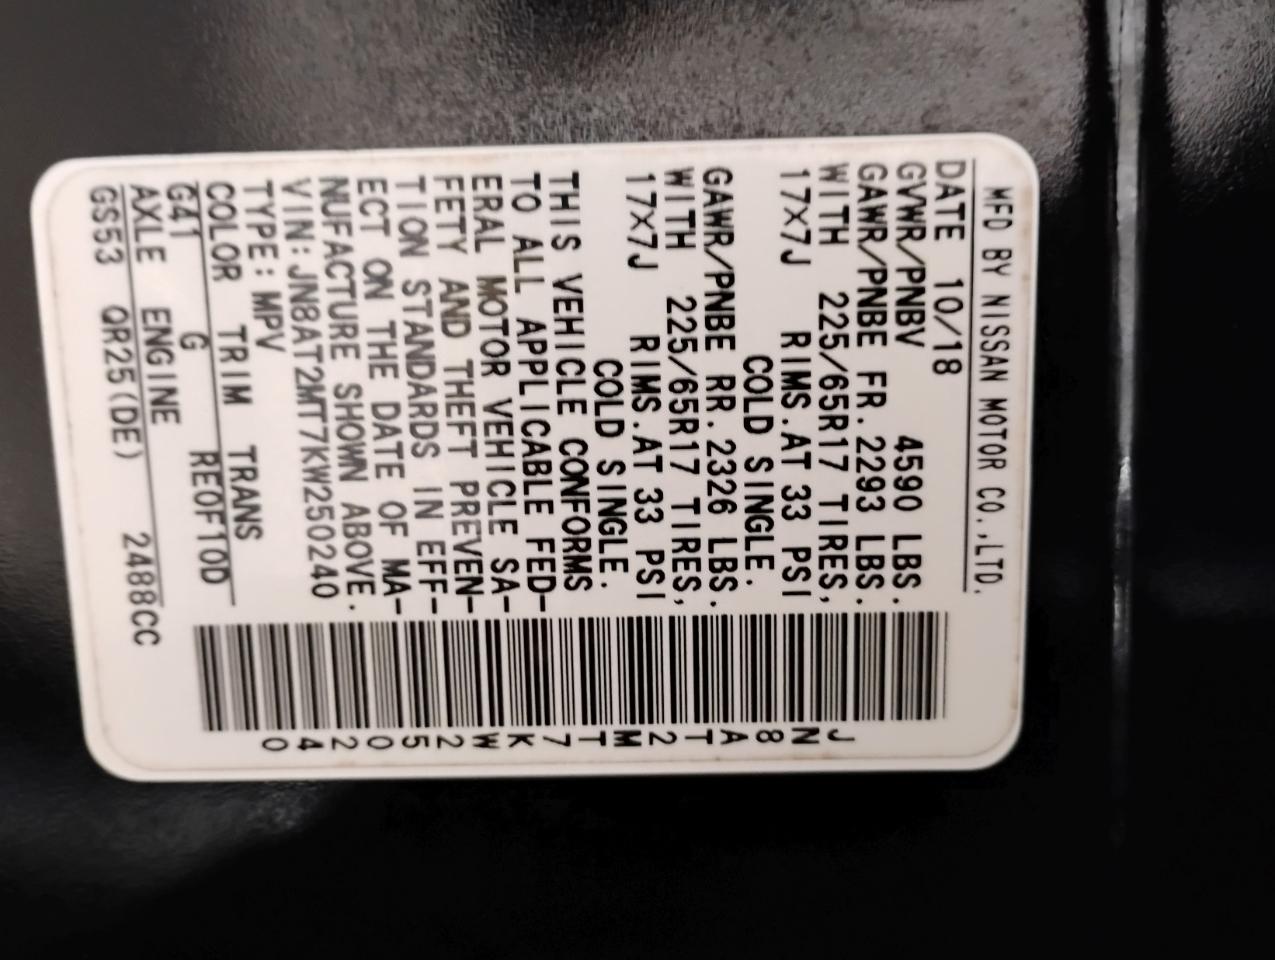 MFD BY NISSAN MOTOR CO.,LTD.
DATE 10/18
GVWR/PNBV 4590 LBS.
GAWR/PNBE FR.2293 LBS.
WITH 225/65R17 TIRES,
17×7J RIMS.AT 33 PSI
COLD SINGLE.
GAWR/PNBE RR.2326 LBS.
WITH 225/65R17 TIRES,
17×7J RIMS.AT 33 PSI
COLD SINGLE.
THIS VEHICLE CONFORMS
TO ALL APPLICABLE FED-
ERAL MOTOR VEHICLE SA-
FETY AND THEFT PREVEN-
TION STANDARDS IN EFF-
ECT ON THE DATE OF MA-
NUFACTURE SHOWN ABOVE.
VIN:JN8AT2MT7KW250240
TYPE:MPV
COLOR TRIM TRANS
G41 G RE0F10D
AXLE ENGINE
GS53 QR25(DE) 2488CC
JN8AT2MT7KW250240